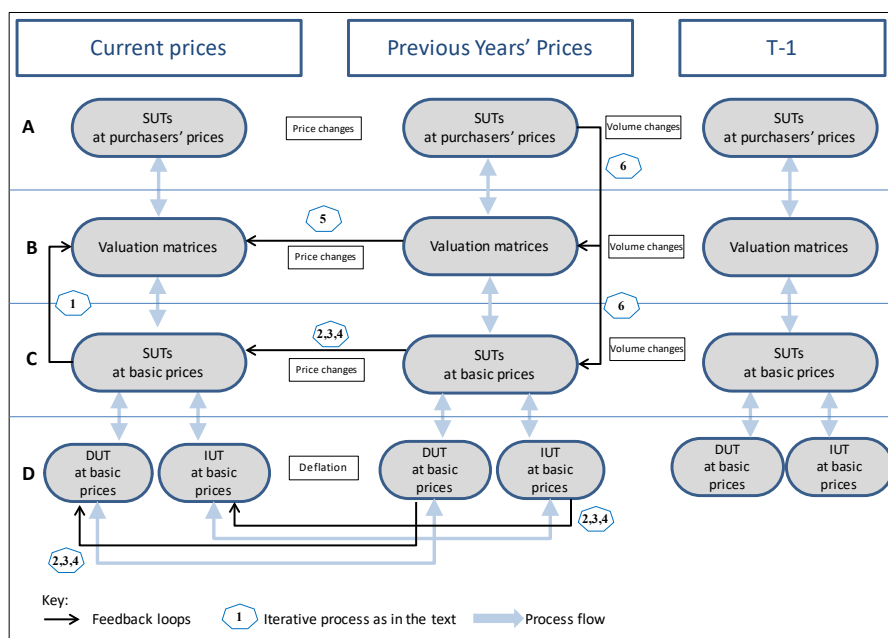 Current prices
Previous Years' Prices
T-1
A
SUTs
at purchasers' prices
Price changes
SUTs
at purchasers' prices
Volume changes
SUTs
at purchasers' prices
6
B
Valuation matrices
5
Price changes
Valuation matrices
Volume changes
Valuation matrices
1
6
C
SUTs
at basic prices
2,3,4
Price changes
SUTs
at basic prices
Volume changes
SUTs
at basic prices
D
DUT
at basic
prices
IUT
at basic
prices
Deflation
DUT
at basic
prices
IUT
at basic
prices
DUT
at basic
prices
IUT
at basic
prices
2,3,4
2,3,4
Key:
Feedback loops
1
Iterative process as in the text
Process flow